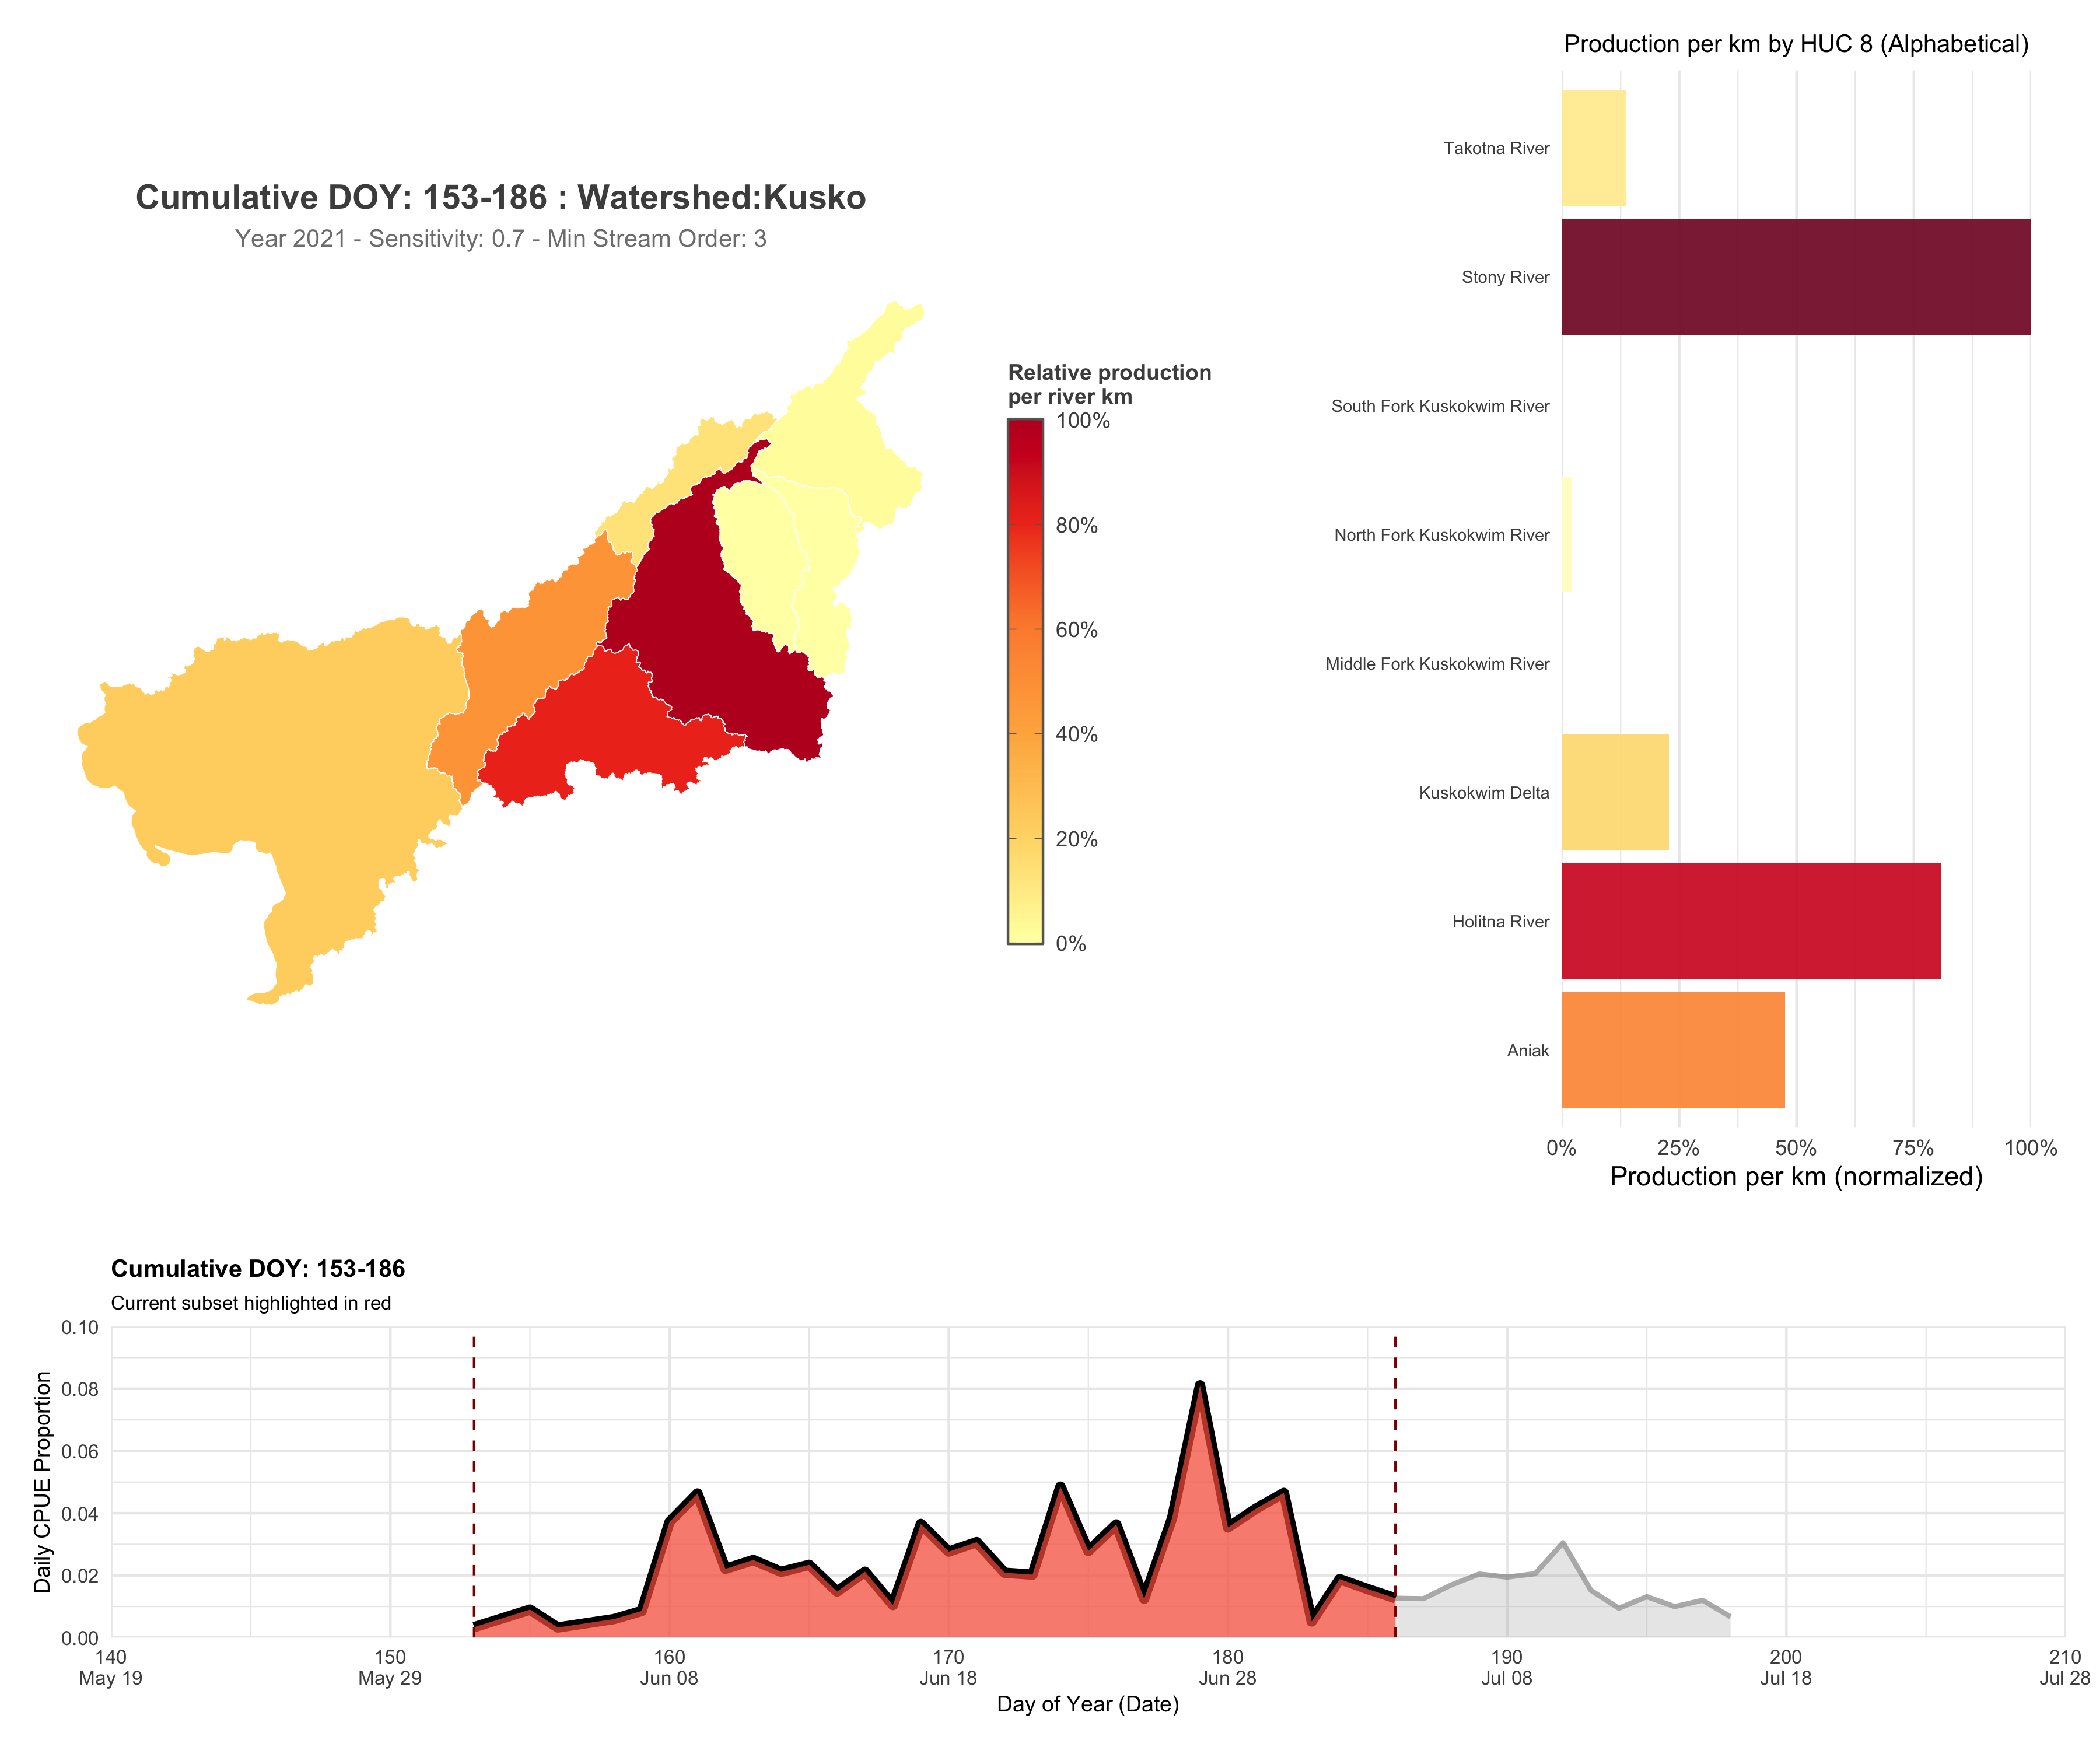 Production per km by HUC 8 (Alphabetical)
Takotna River
Stony River
South Fork Kuskokwim River
North Fork Kuskokwim River
Middle Fork Kuskokwim River
Kuskokwim Delta
Holitna River
Aniak
0%
25%
50%
75%
100%
Production per km (normalized)
Cumulative DOY: 153-186 : Watershed:Kusko
Year 2021 - Sensitivity: 0.7 - Min Stream Order: 3
Relative production
per river km
100%
80%
60%
40%
20%
0%
Cumulative DOY: 153-186
Current subset highlighted in red
Daily CPUE Proportion
0.10
0.08
0.06
0.04
0.02
0.00
140
May 19
150
May 29
160
Jun 08
170
Jun 18
180
Jun 28
190
Jul 08
200
Jul 18
210
Jul 28
Day of Year (Date)